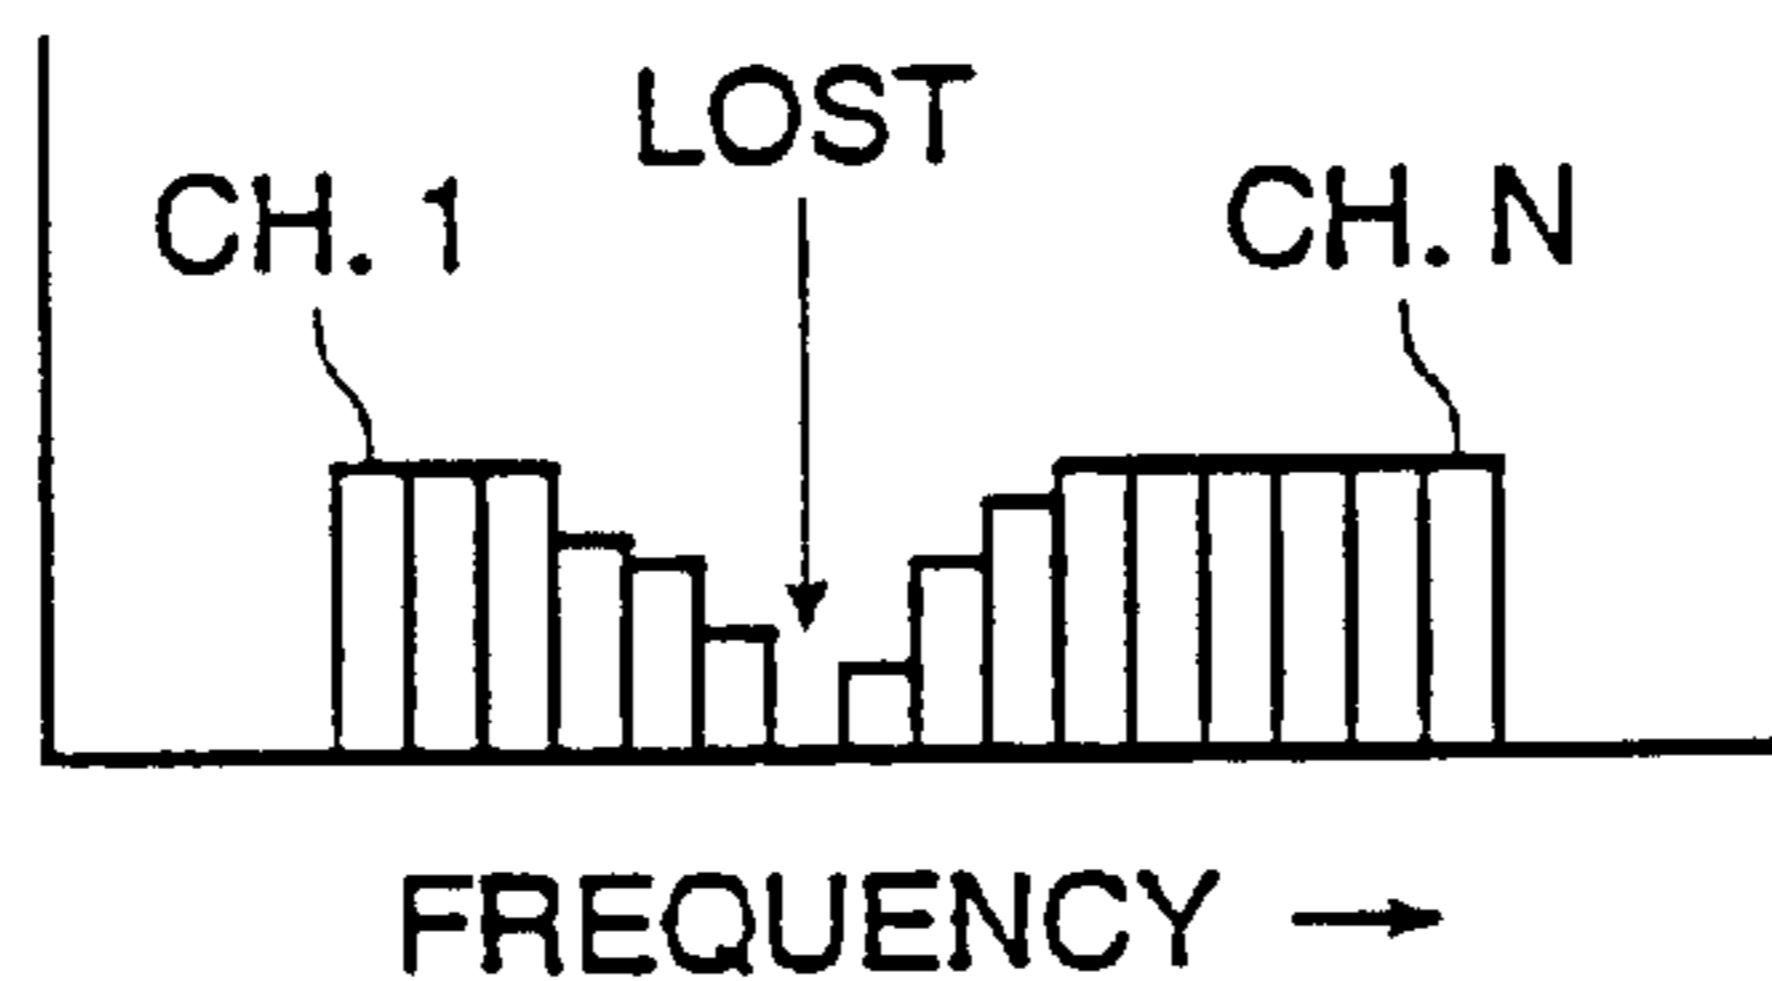 LOST
CH. 1
CH. N
FREQUENCY →